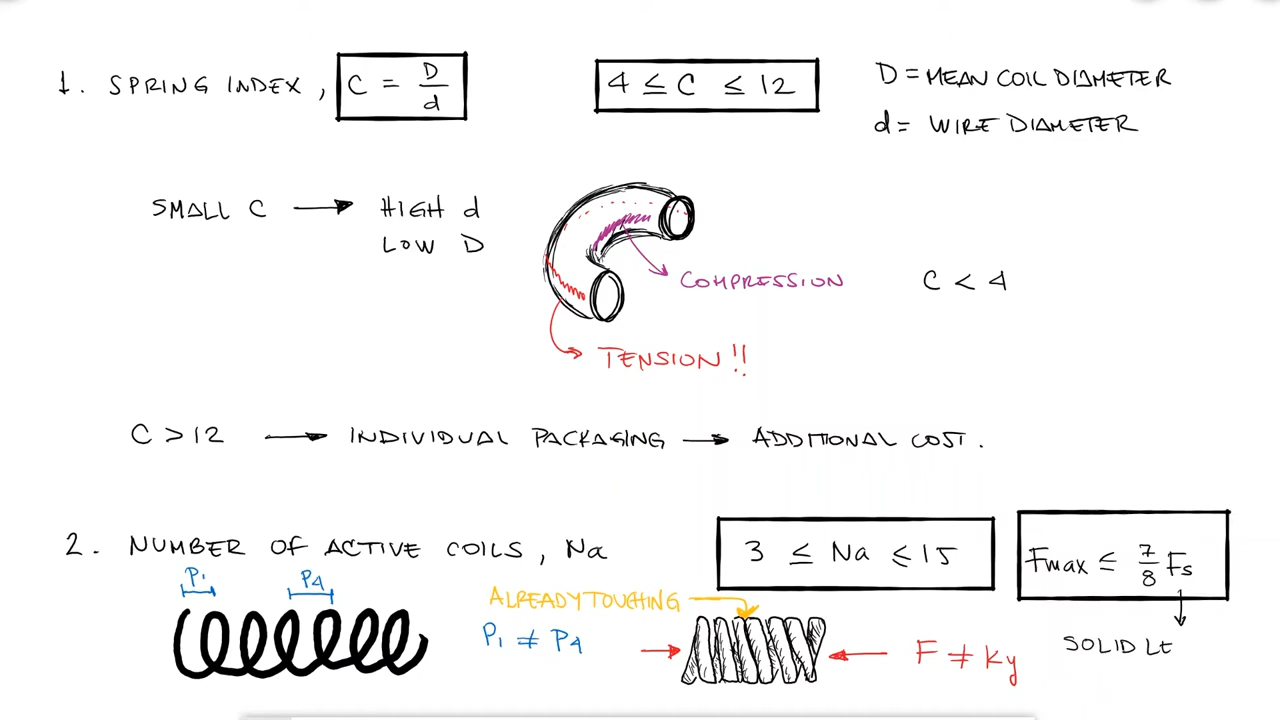 1. SPRING INDEX, C = D/d
4 ≤ C ≤ 12
D = MEAN COIL DIAMETER
d = WIRE DIAMETER
SMALL C → HIGH d
LOW D
COMPRESSION
C < 4
TENSION!!
C > 12 → INDIVIDUAL PACKAGING → ADDITIONAL COST.
2. NUMBER OF ACTIVE COILS, Na
3 ≤ Na ≤ 15
Fmax ≤ 7/8 Fs
P1 P4
ALREADY TOUCHING
P1 ≠ P4
F ≠ Ky
SOLID LE